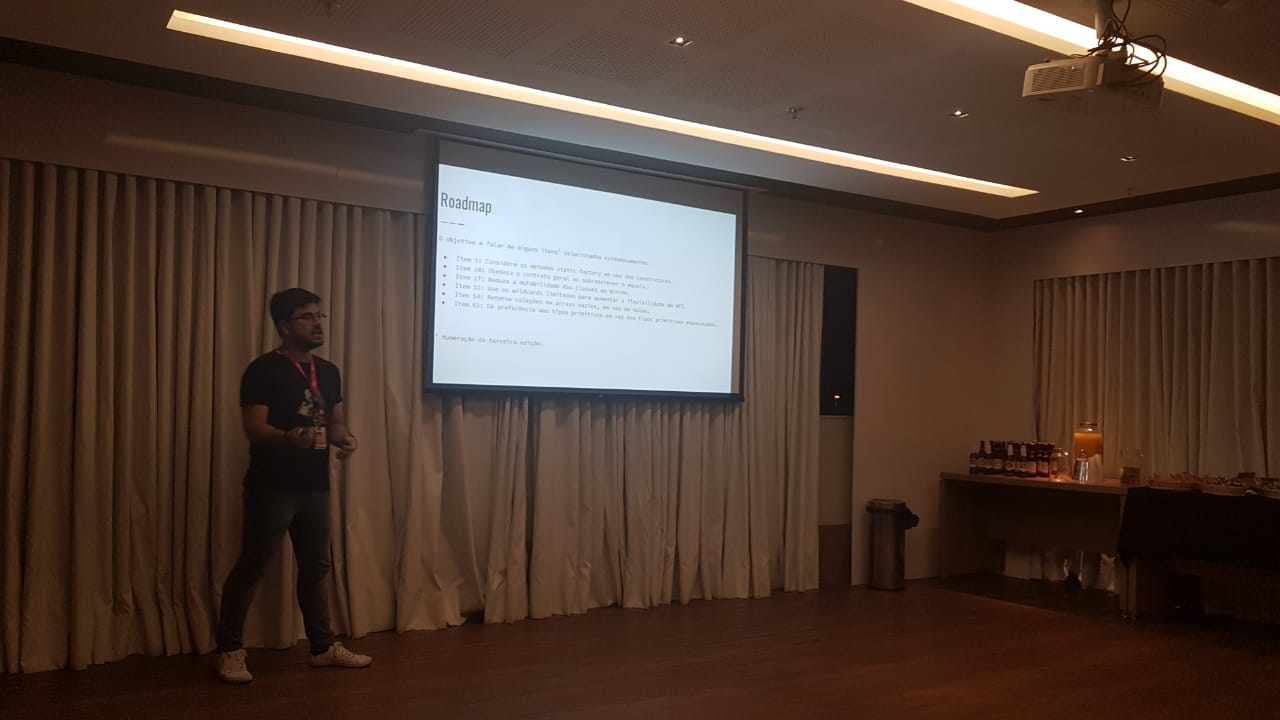 Roadmap
O objetivo é falar de alguns itens* selecionados cuidadosamente:
Item 1: Considere os métodos static factory em vez dos construtores.
Item 10: Obedeça o contrato geral ao sobrescrever o equals.
Item 17: Reduza a mutabilidade das classes ao mínimo.
Item 31: Use os wildcards limitados para aumentar a flexibilidade da API.
Item 54: Retorne coleções ou arrays vazios, em vez de nulos.
Item 61: Dê preferência aos tipos primitivos em vez dos tipos primitivos empacotados.
* Numeração da terceira edição.